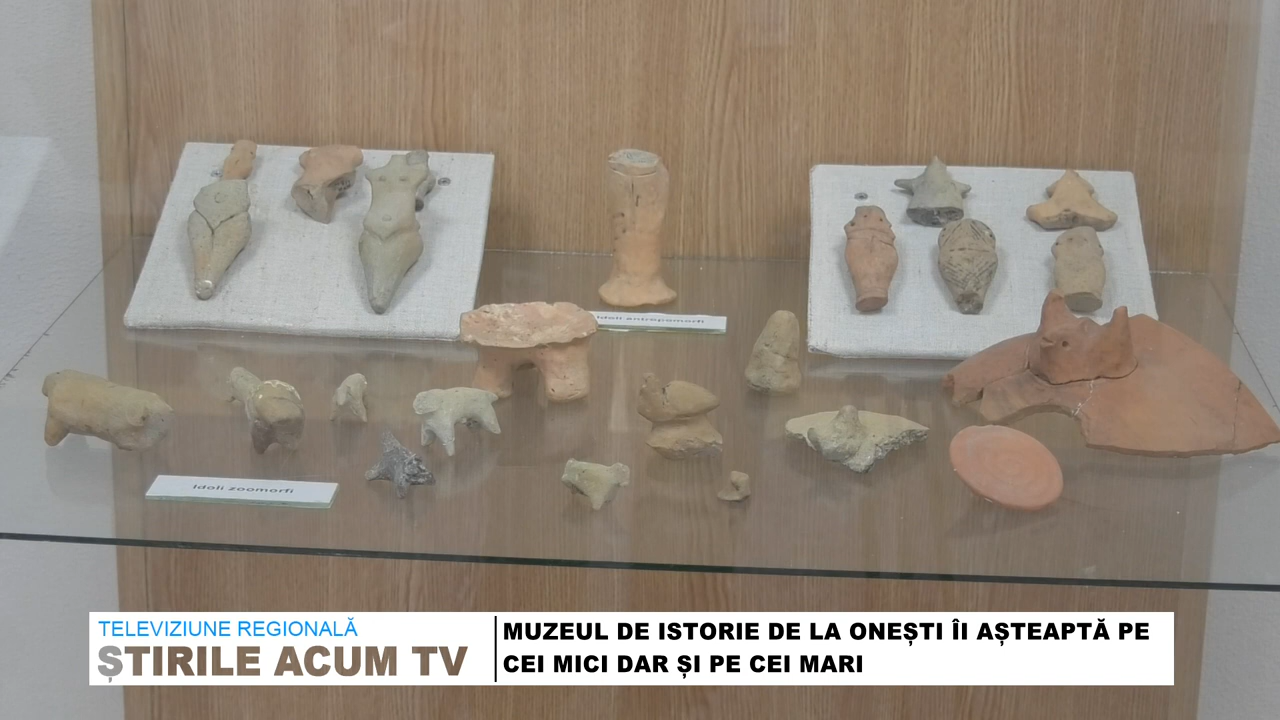 Idoli antropomorfi
Idoli zoomorfi
TELEVIZIUNE REGIONALĂ
ȘTIRILE ACUM TV
MUZEUL DE ISTORIE DE LA ONEȘTI ÎI AȘTEAPTĂ PE
CEI MICI DAR ȘI PE CEI MARI